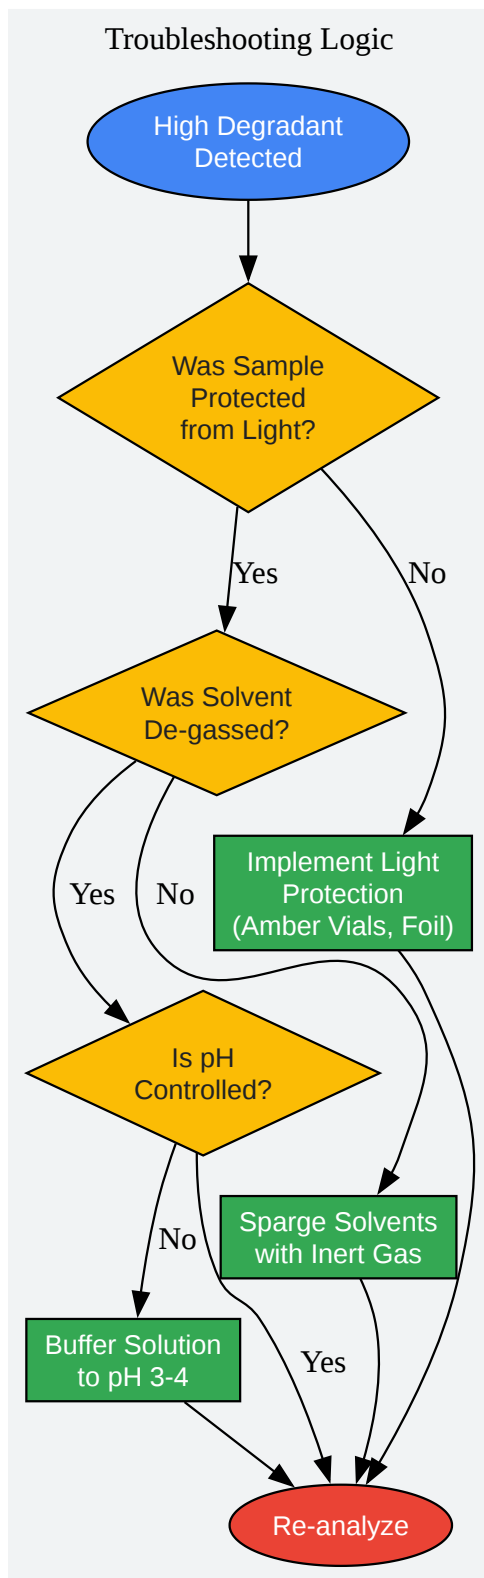 Troubleshooting Logic
High Degradant
Detected
Was Sample
Protected
from Light?
Yes
No
Was Solvent
De-gassed?
Yes
No
Implement Light
Protection
(Amber Vials, Foil)
Is pH
Controlled?
No
Sparge Solvents
with Inert Gas
Buffer Solution
to pH 3-4
Yes
Re-analyze